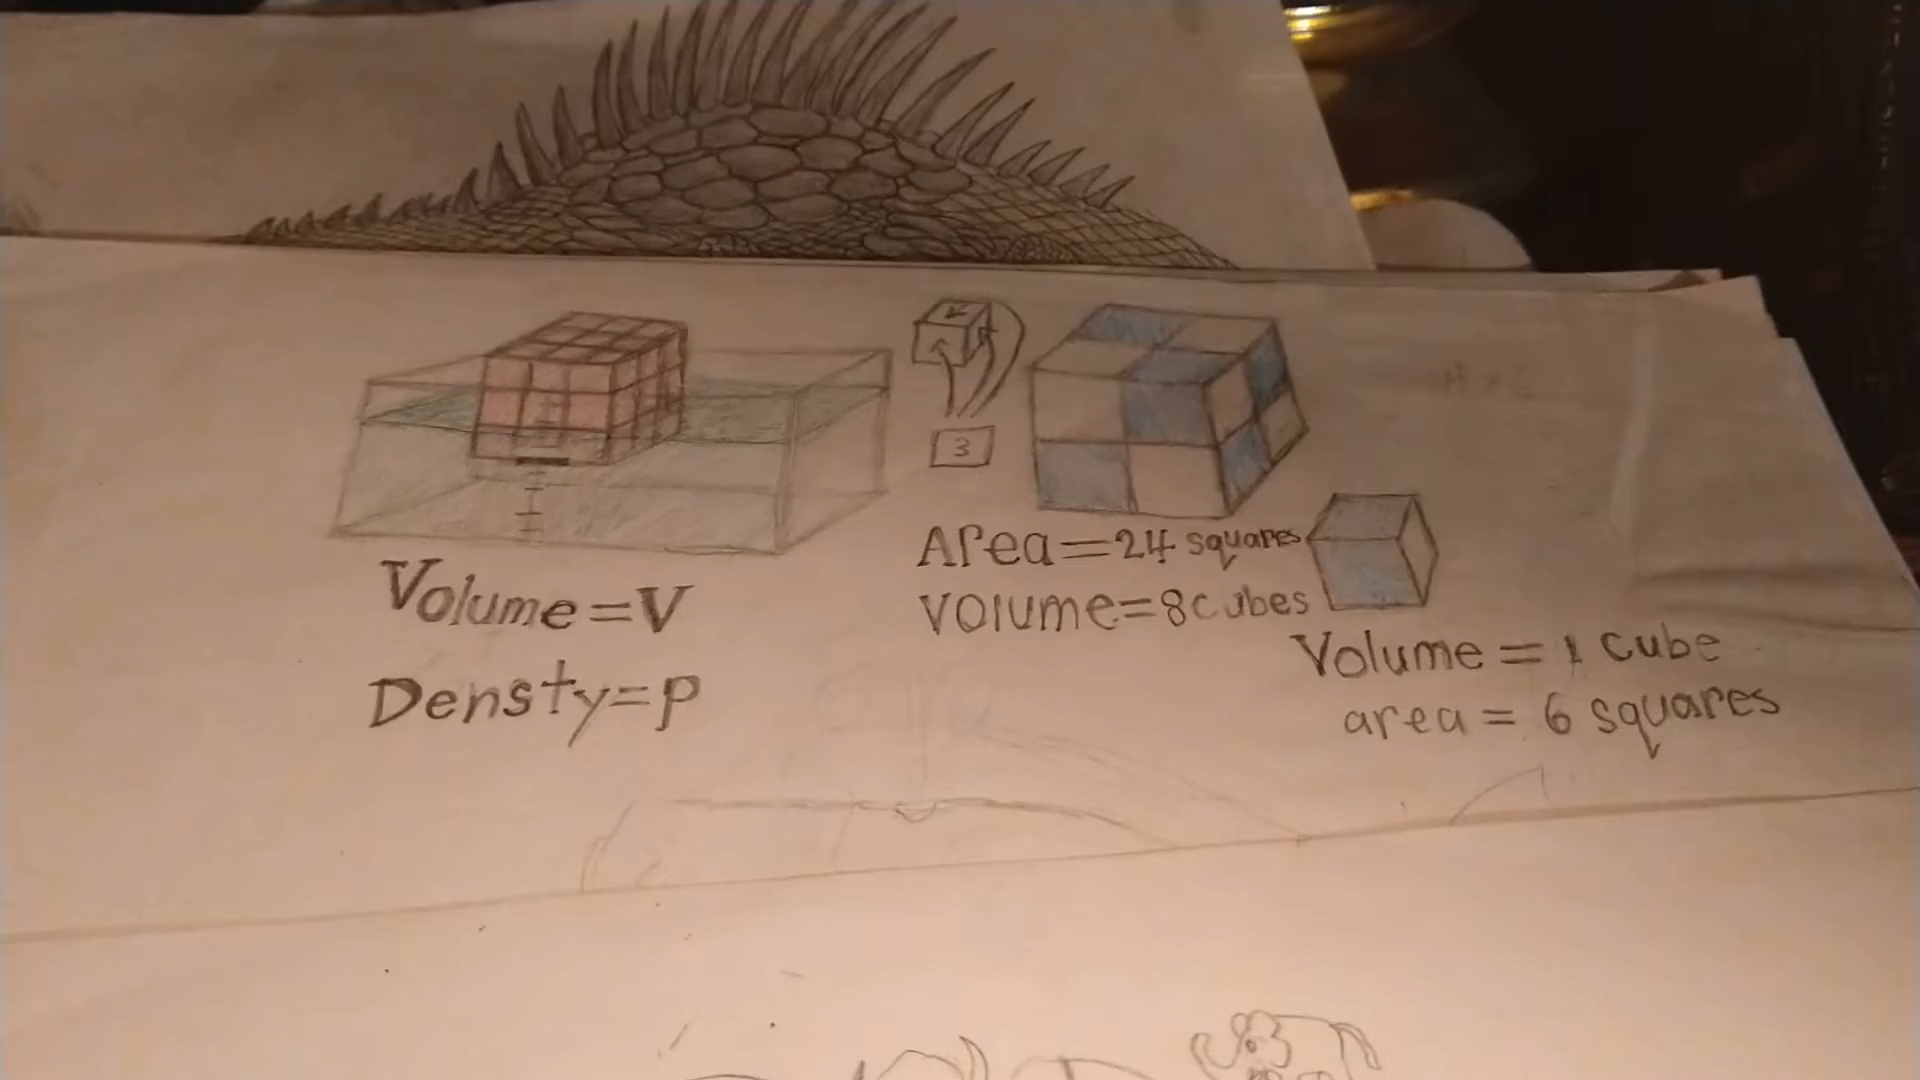 3
Area=24 squares
Volume=8cubes
Volume=V
Densty=p
Volume = 1 cube
area = 6 squares